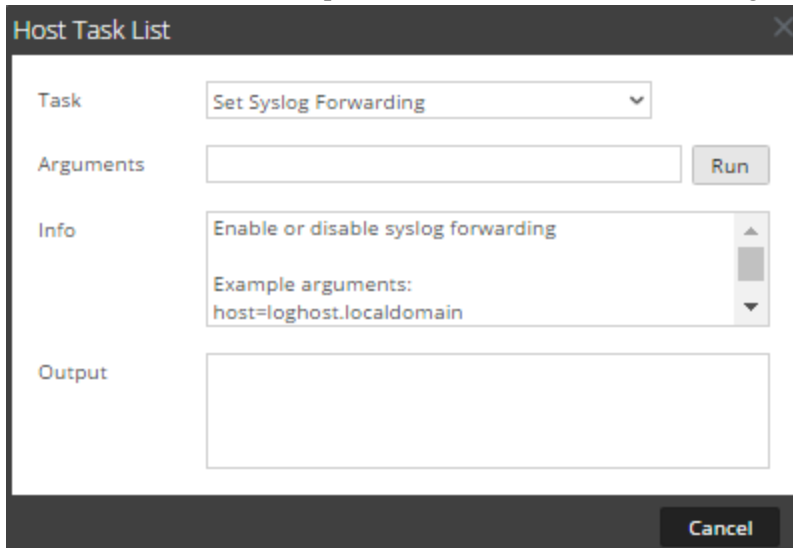 Host Task List
Task
Set Syslog Forwarding
Arguments
Run
Info
Enable or disable syslog forwarding
Example arguments:
host=loghost.localdomain
Output
Cancel